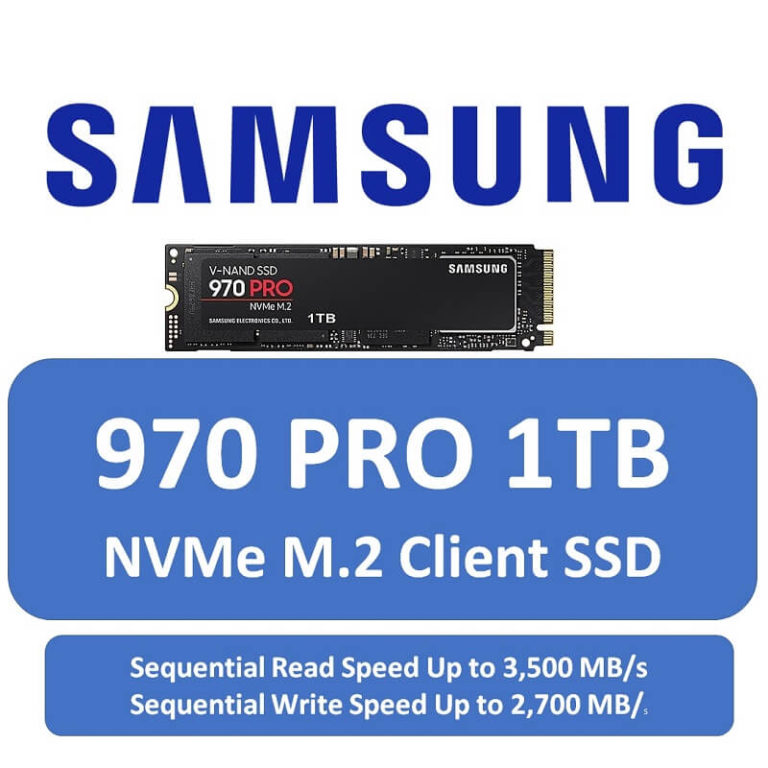 SAMSUNG
V-NAND SSD
970 PRO
NVMe M.2
SAMSUNG ELECTRONICS CO., LTD.
1TB
SAMSUNG
970 PRO 1TB
NVMe M.2 Client SSD
Sequential Read Speed Up to 3,500 MB/s
Sequential Write Speed Up to 2,700 MB/s